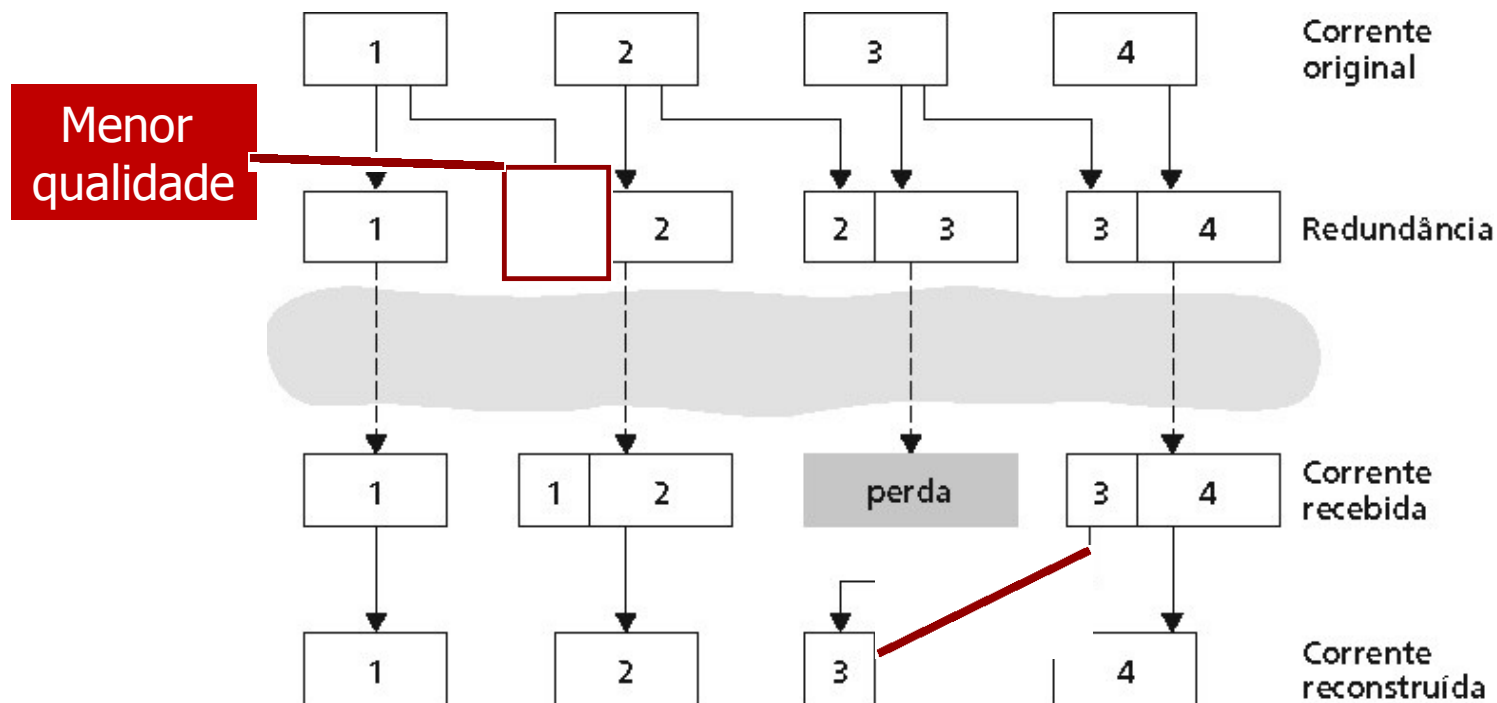 1 2 3 4 Corrente
original
Menor
qualidade
1 2 2 3 3 4 Redundância
1 1 2 perda 3 4 Corrente
recebida
1 2 3 4 Corrente
reconstruída